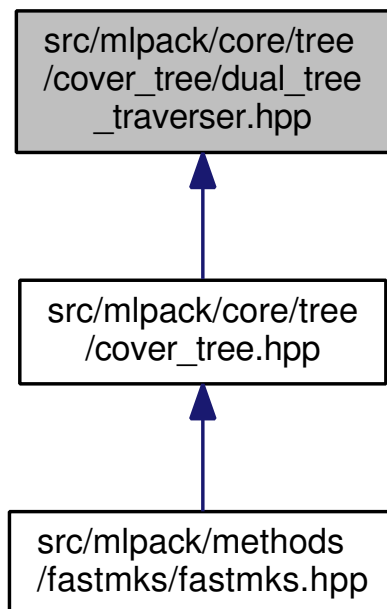 src/mlpack/core/tree
/cover_tree/dual_tree
_traverser.hpp
src/mlpack/core/tree
/cover_tree.hpp
src/mlpack/methods
/fastmks/fastmks.hpp